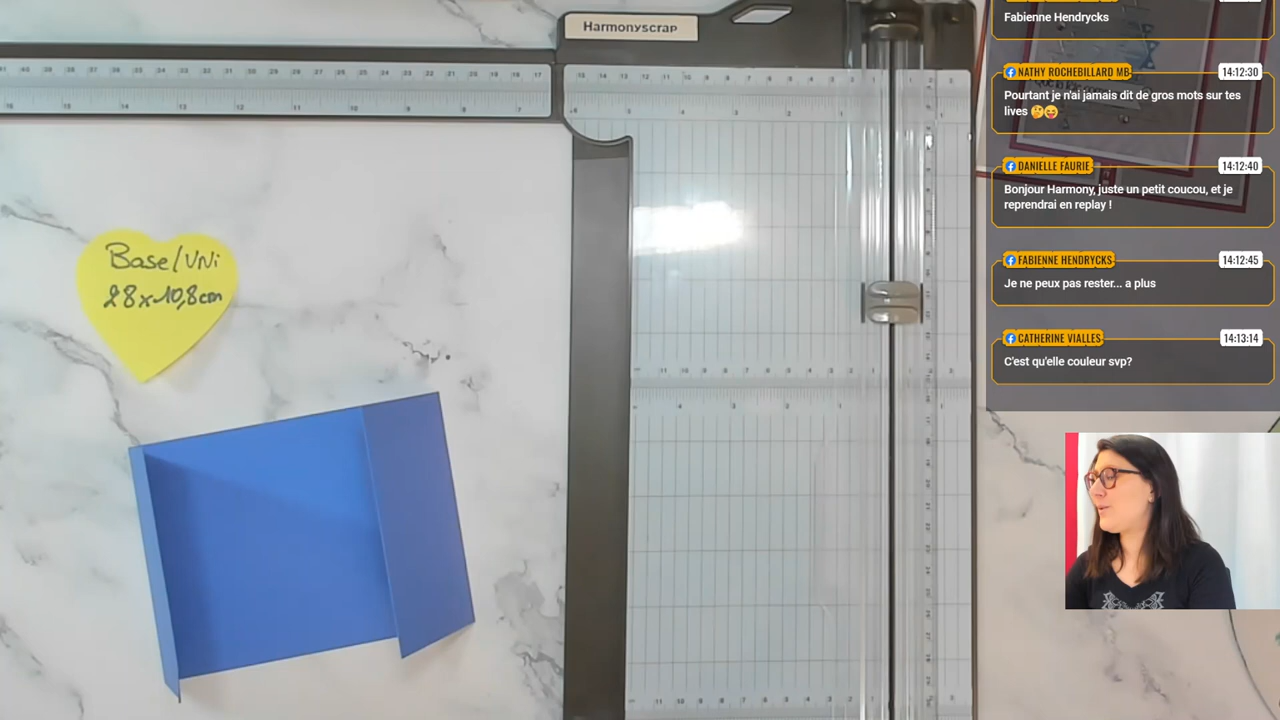 Harmonyscrap
Base/UNi
28x10,8cm
Fabienne Hendrycks
NATHY ROCHEBILLARD MB
14:12:30
Pourtant je n'ai jamais dit de gros mots sur tes
lives 🤔😝
DANIELLE FAURIE
14:12:40
Bonjour Harmony, juste un petit coucou, et je
reprendrai en replay !
FABIENNE HENDRYCKS
14:12:45
Je ne peux pas rester... a plus
CATHERINE VIALLES
14:13:14
C'est qu'elle couleur svp?